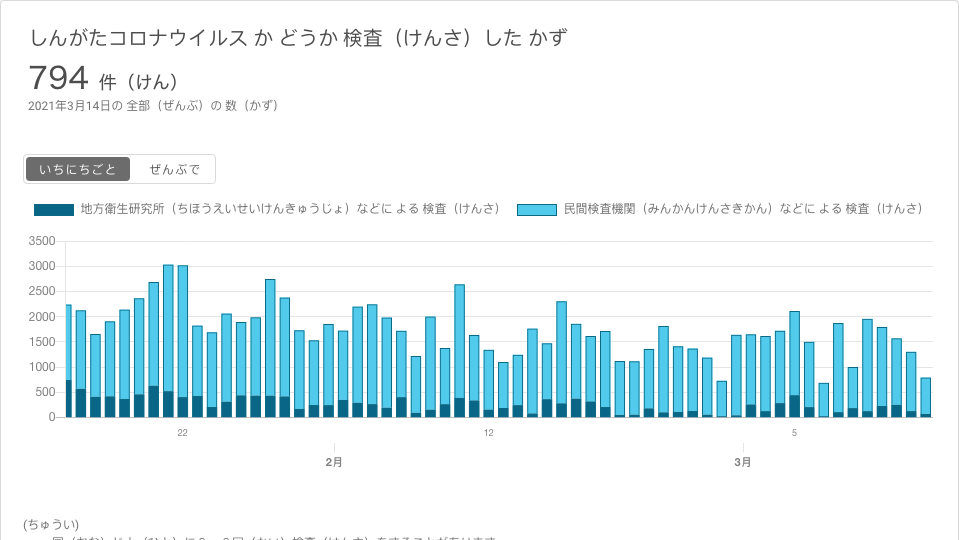 しんがたコロナウイルス か どうか 検査（けんさ）した かず
794 件（けん）
2021年3月14日の 全部（ぜんぶ）の 数（かず）
いちにちごと ぜんぶで
地方衛生研究所（ちほうえいせいけんきゅうじょ）などに よる 検査（けんさ） 民間検査機関（みんかんけんさきかん）などに よる 検査（けんさ）
3500
3000
2500
2000
1500
1000
500
0
22 12 5
2月 3月
(ちゅうい)